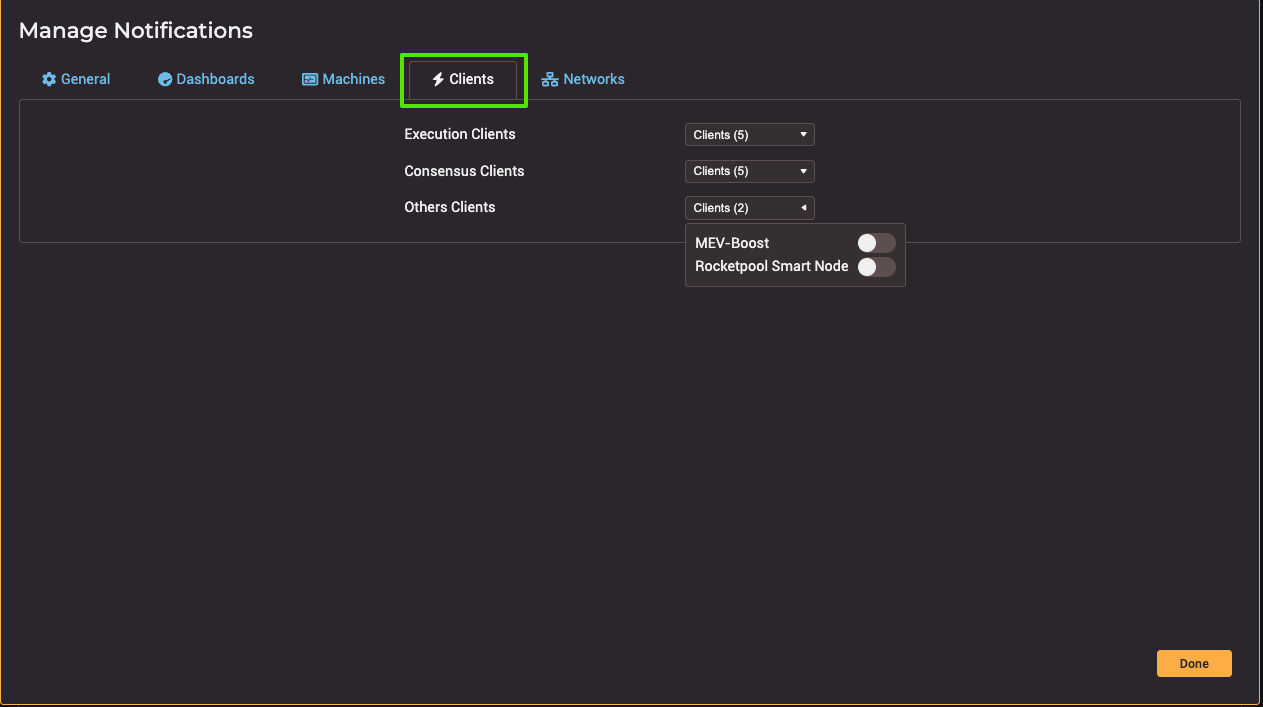 Manage Notifications
General Dashboards Machines Clients Networks
Execution Clients Clients (5)
Consensus Clients Clients (5)
Others Clients Clients (2)
MEV-Boost
Rocketpool Smart Node
Done